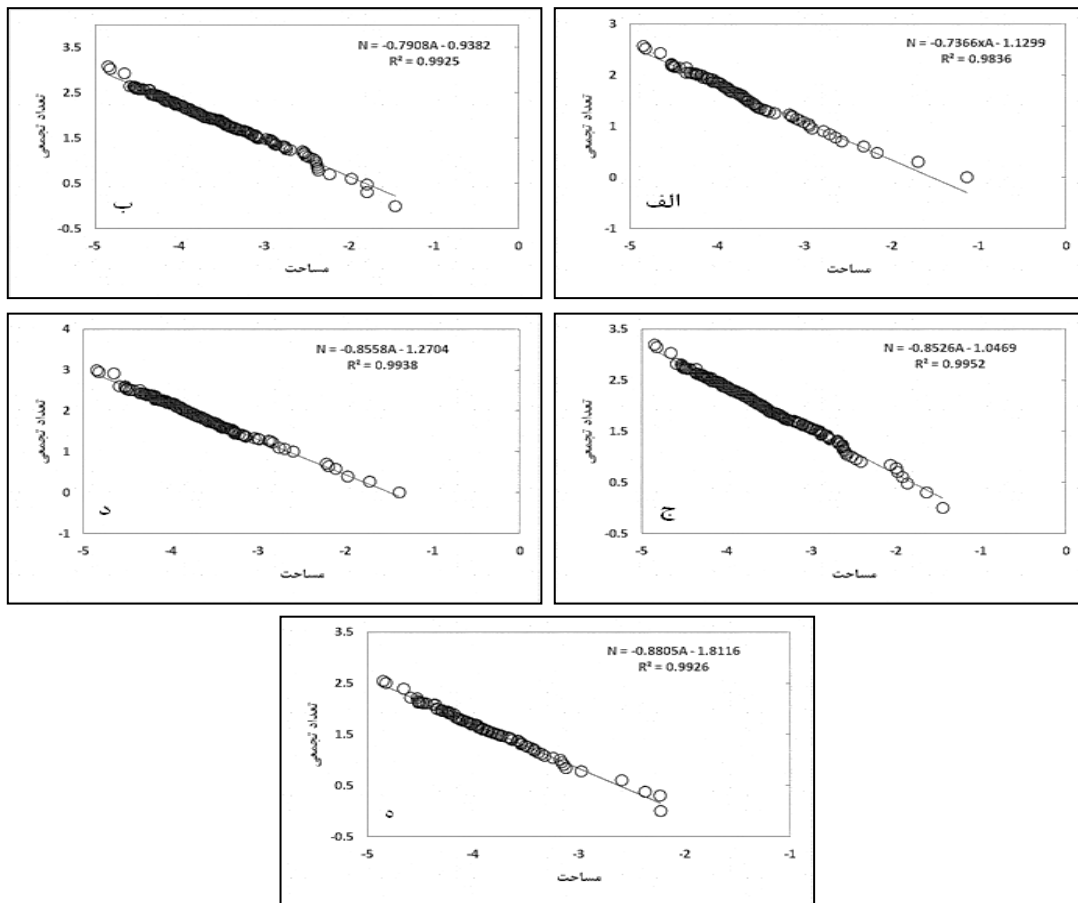 N = -0.7366xA - 1.1299
R² = 0.9836
3
2
1
0
-1
-5
-4
-3
-2
-1
0
تعداد تجمعی
مساحت
الف
N = -0.7908A - 0.9382
R² = 0.9925
3.5
2.5
1.5
0.5
-0.5
-5
-4
-3
-2
-1
0
تعداد تجمعی
مساحت
ب
N = -0.8526A - 1.0469
R² = 0.9952
3.5
2.5
1.5
0.5
-0.5
-5
-4
-3
-2
-1
0
تعداد تجمعی
مساحت
ج
N = -0.8558A - 1.2704
R² = 0.9938
4
3
2
1
0
-1
-5
-4
-3
-2
-1
0
تعداد تجمعی
مساحت
د
N = -0.8805A - 1.8116
R² = 0.9926
3.5
2.5
1.5
0.5
-0.5
-5
-4
-3
-2
-1
تعداد تجمعی
مساحت
ه